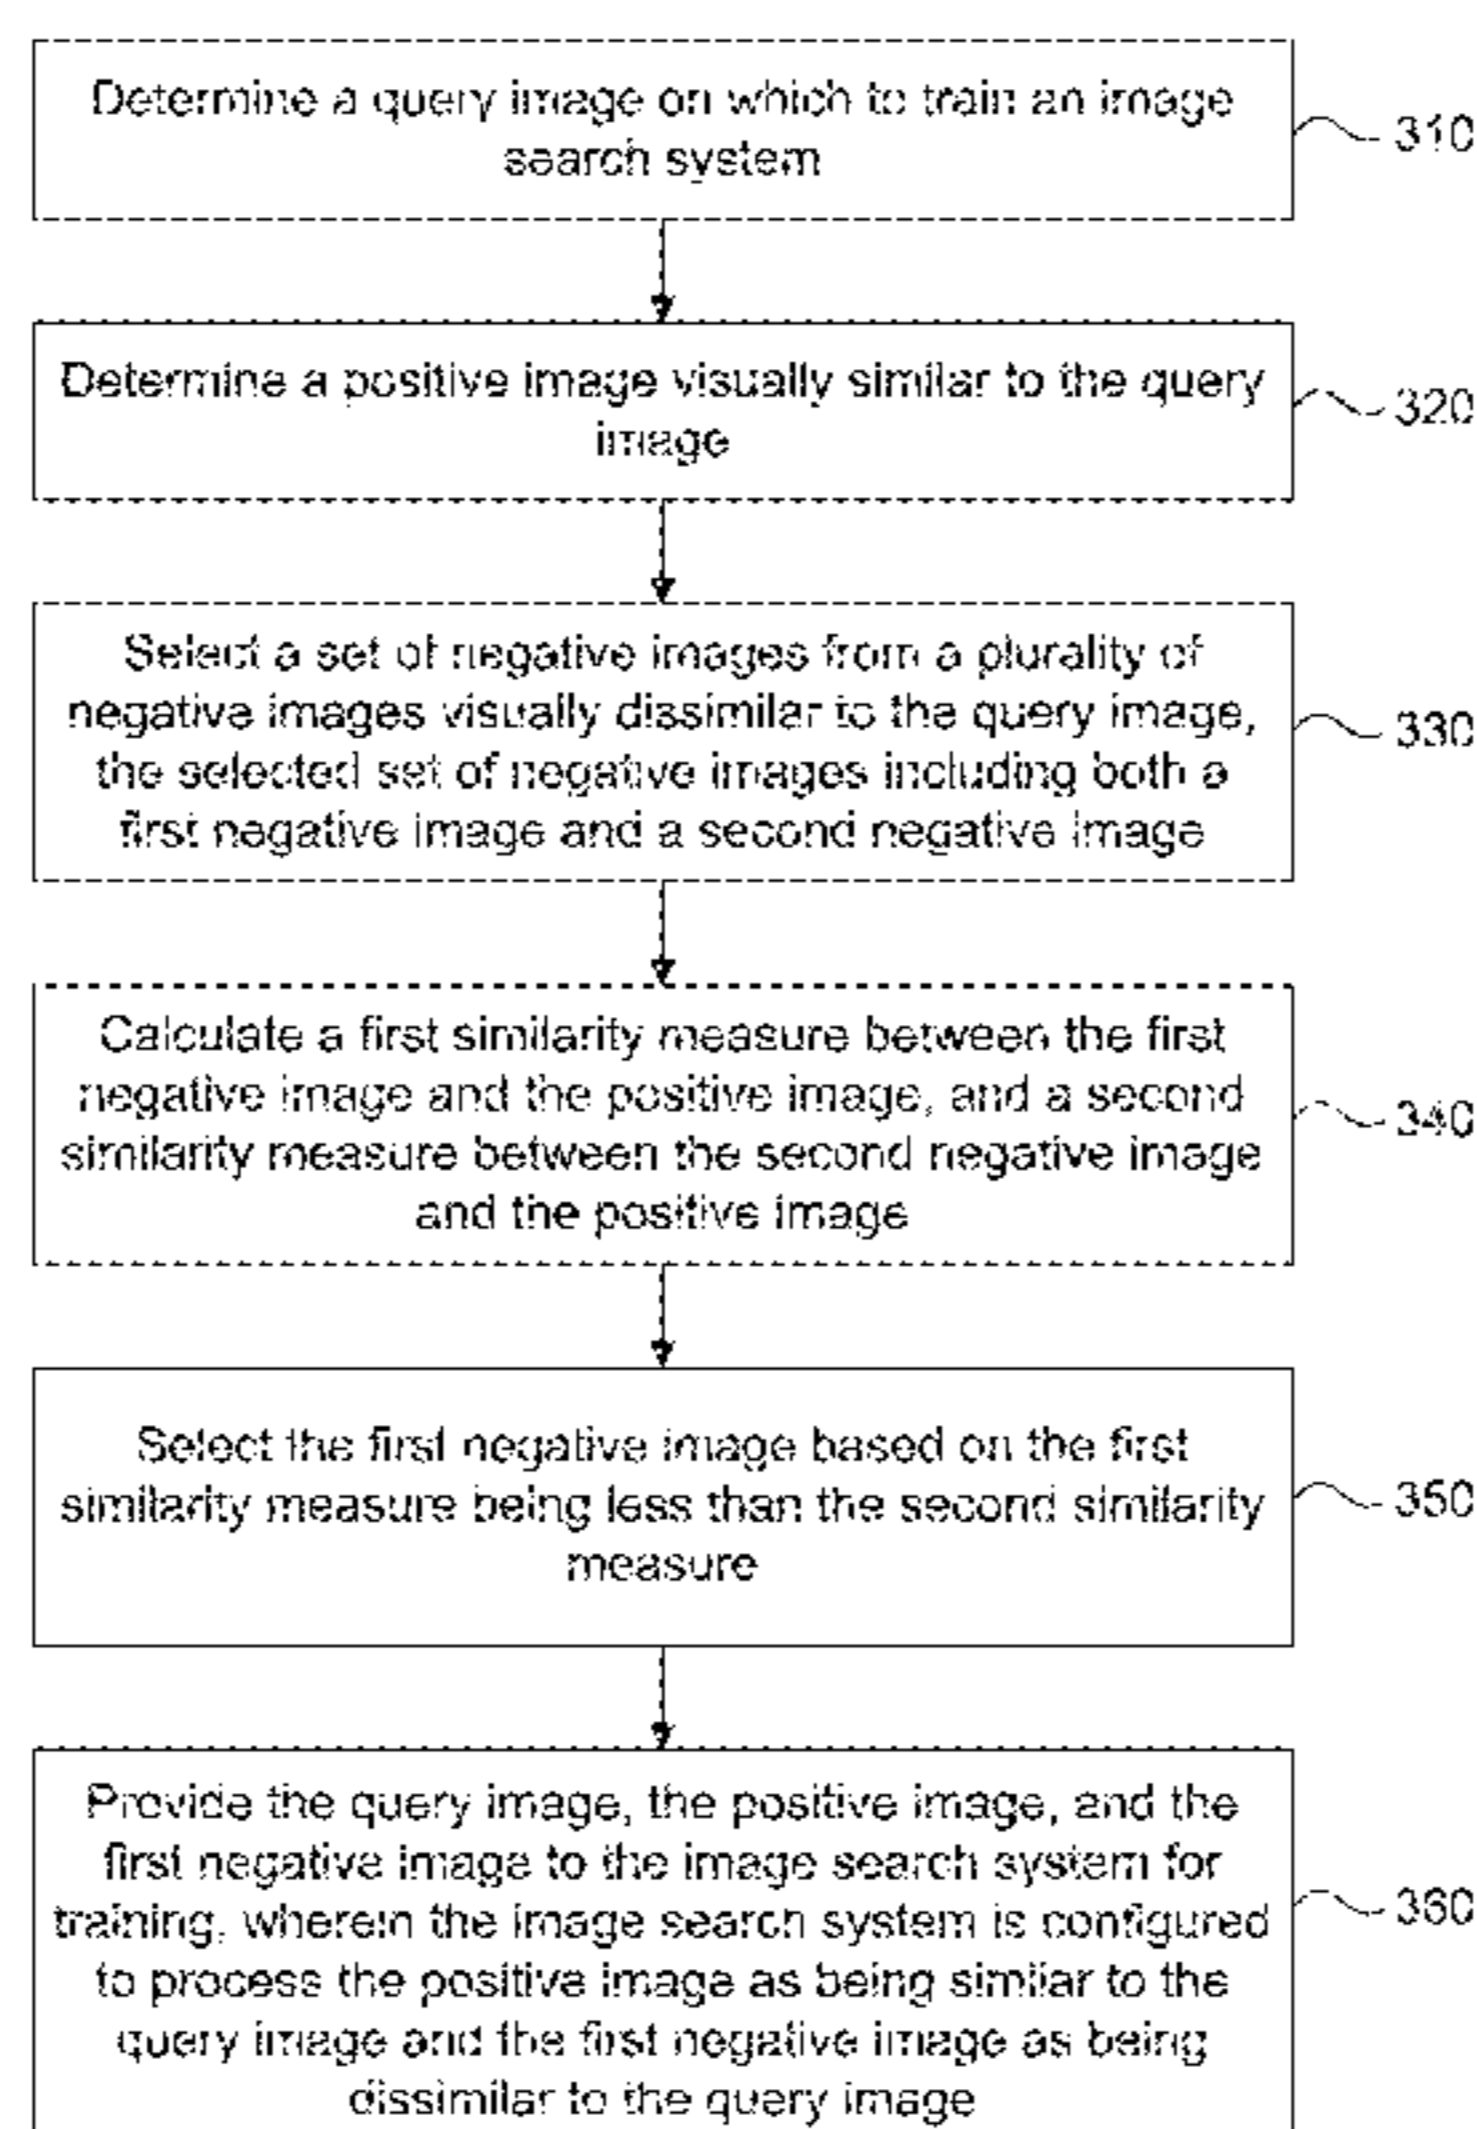 Determine a query image on which to train an image
search system
310
Determine a positive image visually similar to the query
image
320
Select a set of negative images from a plurality of
negative images visually dissimilar to the query image,
the selected set of negative images including both a
first negative image and a second negative image
330
Calculate a first similarity measure between the first
negative image and the positive image, and a second
similarity measure between the second negative image
and the positive image
340
Select the first negative image based on the first
similarity measure being less than the second similarity
measure
350
Provide the query image, the positive image, and the
first negative image to the image search system for
training, wherein the image search system is configured
to process the positive image as being similar to the
query image and the first negative image as being
dissimilar to the query image
360